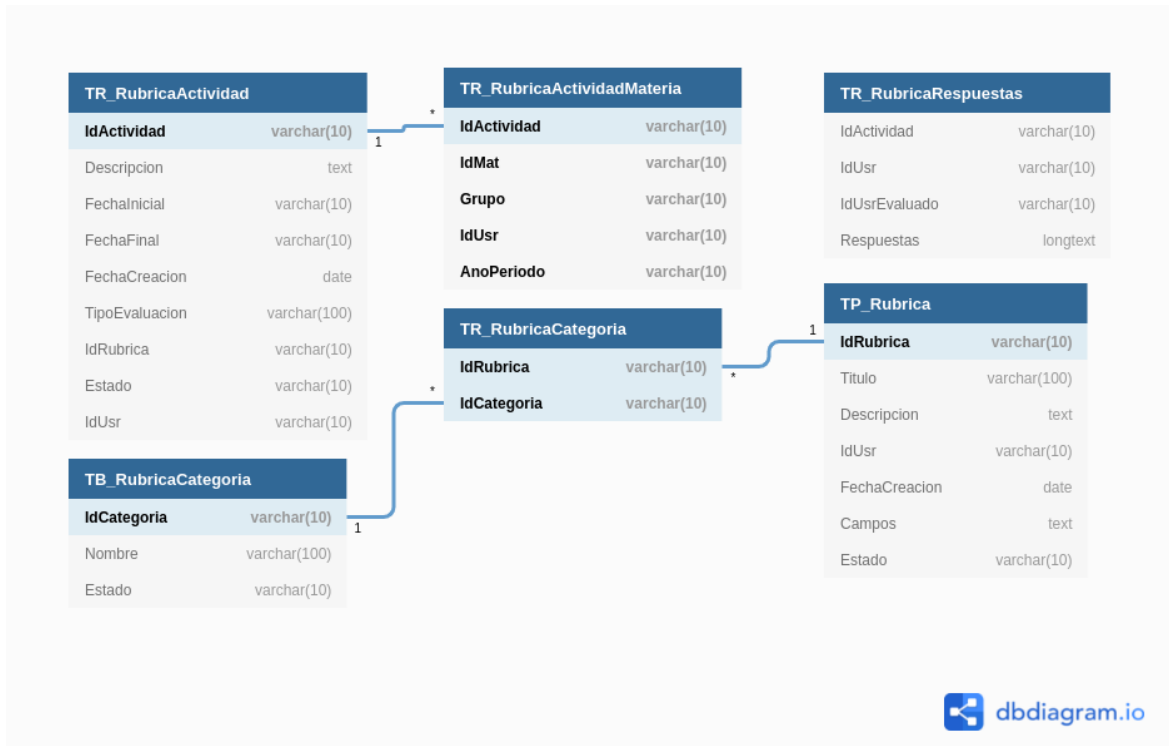 TR_RubricaActividad
IdActividad varchar(10)
Descripcion text
FechaInicial varchar(10)
FechaFinal varchar(10)
FechaCreacion date
TipoEvaluacion varchar(100)
IdRubrica varchar(10)
Estado varchar(10)
IdUsr varchar(10)
1
*
TR_RubricaActividadMateria
IdActividad varchar(10)
IdMat varchar(10)
Grupo varchar(10)
IdUsr varchar(10)
AnoPeriodo varchar(10)
TR_RubricaRespuestas
IdActividad varchar(10)
IdUsr varchar(10)
IdUsrEvaluado varchar(10)
Respuestas longtext
TR_RubricaCategoria
IdRubrica varchar(10)
IdCategoria varchar(10)
*
*
1
TP_Rubrica
IdRubrica varchar(10)
Titulo varchar(100)
Descripcion text
IdUsr varchar(10)
FechaCreacion date
Campos text
Estado varchar(10)
TB_RubricaCategoria
IdCategoria varchar(10)
Nombre varchar(100)
Estado varchar(10)
1
dbdiagram.io